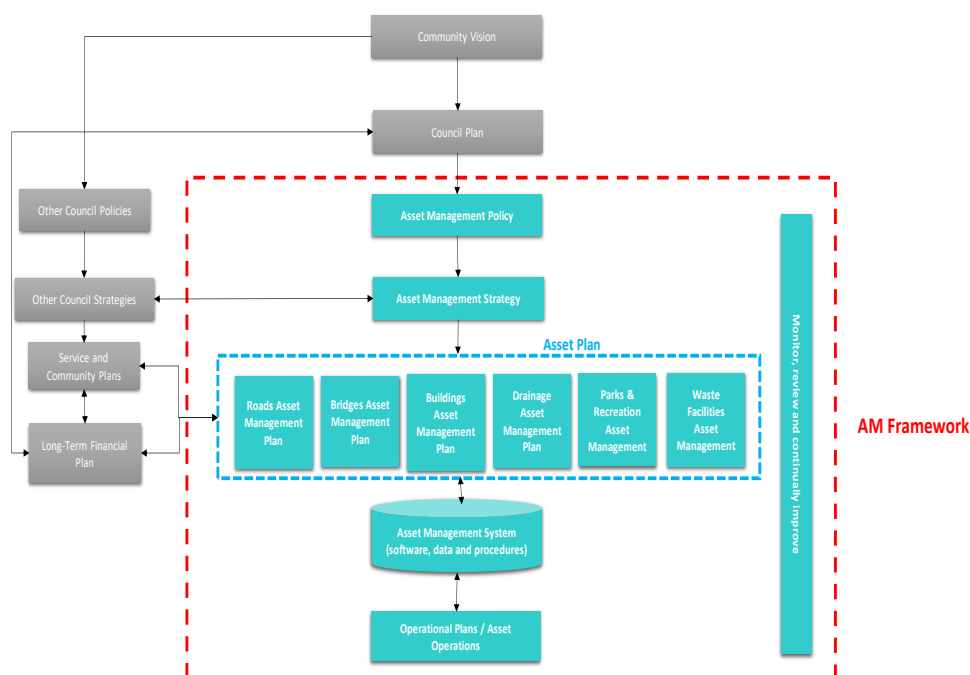 Community Vision
Council Plan
Other Council Policies
Asset Management Policy
Other Council Strategies
Asset Management Strategy
Asset Plan
Service and
Community Plans
Long-Term Financial
Plan
Roads Asset
Management
Plan
Bridges Asset
Management
Plan
Buildings
Asset
Management
Plan
Drainage
Asset
Management
Plan
Parks &
Recreation
Asset
Management
Waste
Facilities
Asset
Management
Asset Management System
(software, data and procedures)
Operational Plans / Asset
Operations
Monitor, review and continually improve
AM Framework